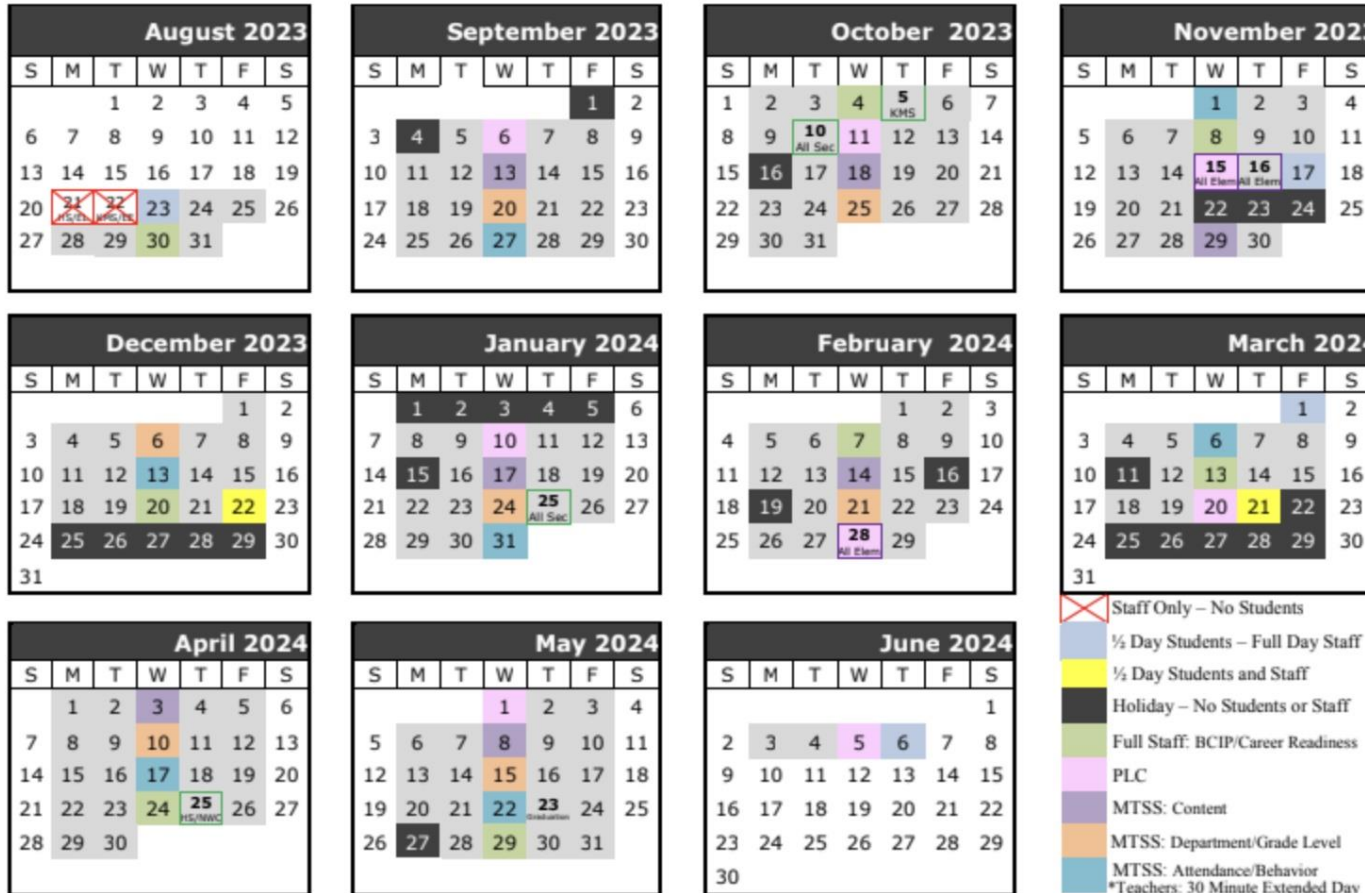 August 2023
S M T W T F S
1 2 3 4 5
6 7 8 9 10 11 12
13 14 15 16 17 18 19
20 21 22 23 24 25 26
HS/EL KMS/EE
27 28 29 30 31
September 2023
S M T W T F S
1 2
3 4 5 6 7 8 9
10 11 12 13 14 15 16
17 18 19 20 21 22 23
24 25 26 27 28 29 30
October 2023
S M T W T F S
1 2 3 4 5 6 7
KMS
8 9 10 11 12 13 14
All Sec
15 16 17 18 19 20 21
22 23 24 25 26 27 28
29 30 31
November 2023
S M T W T F S
1 2 3 4
5 6 7 8 9 10 11
12 13 14 15 16 17 18
All Elem All Elem
19 20 21 22 23 24 25
26 27 28 29 30
December 2023
S M T W T F S
1 2
3 4 5 6 7 8 9
10 11 12 13 14 15 16
17 18 19 20 21 22 23
24 25 26 27 28 29 30
31
January 2024
S M T W T F S
1 2 3 4 5 6
7 8 9 10 11 12 13
14 15 16 17 18 19 20
21 22 23 24 25 26 27
All Sec
28 29 30 31
February 2024
S M T W T F S
1 2 3
4 5 6 7 8 9 10
11 12 13 14 15 16 17
18 19 20 21 22 23 24
25 26 27 28 29
All Elem
March 2024
S M T W T F S
1 2
3 4 5 6 7 8 9
10 11 12 13 14 15 16
17 18 19 20 21 22 23
24 25 26 27 28 29 30
31
April 2024
S M T W T F S
1 2 3 4 5 6
7 8 9 10 11 12 13
14 15 16 17 18 19 20
21 22 23 24 25 26 27
HS/NWC
28 29 30
May 2024
S M T W T F S
1 2 3 4
5 6 7 8 9 10 11
12 13 14 15 16 17 18
19 20 21 22 23 24 25
Graduation
26 27 28 29 30 31
June 2024
S M T W T F S
1
2 3 4 5 6 7 8
9 10 11 12 13 14 15
16 17 18 19 20 21 22
23 24 25 26 27 28 29
30
Staff Only – No Students
½ Day Students – Full Day Staff
½ Day Students and Staff
Holiday – No Students or Staff
Full Staff: BCIP/Career Readiness
PLC
MTSS: Content
MTSS: Department/Grade Level
MTSS: Attendance/Behavior
*Teachers: 30 Minute Extended Day